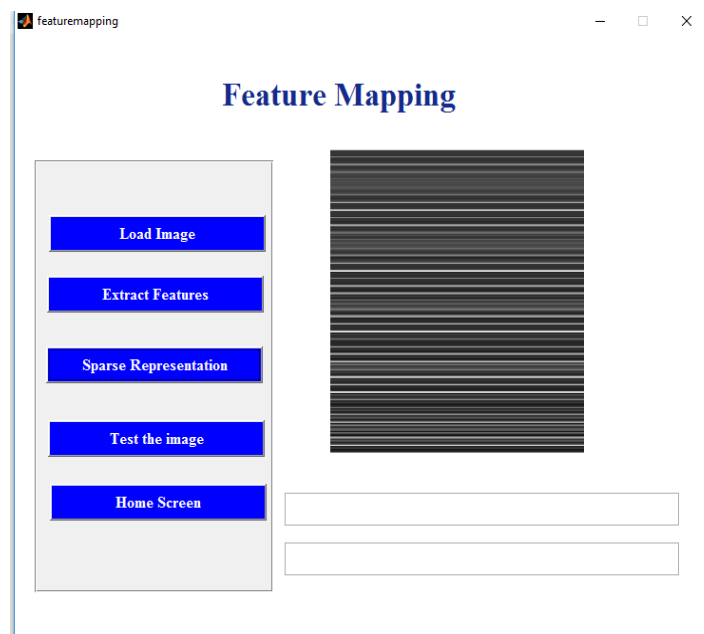 featuremapping
Feature Mapping
Load Image
Extract Features
Sparse Representation
Test the image
Home Screen